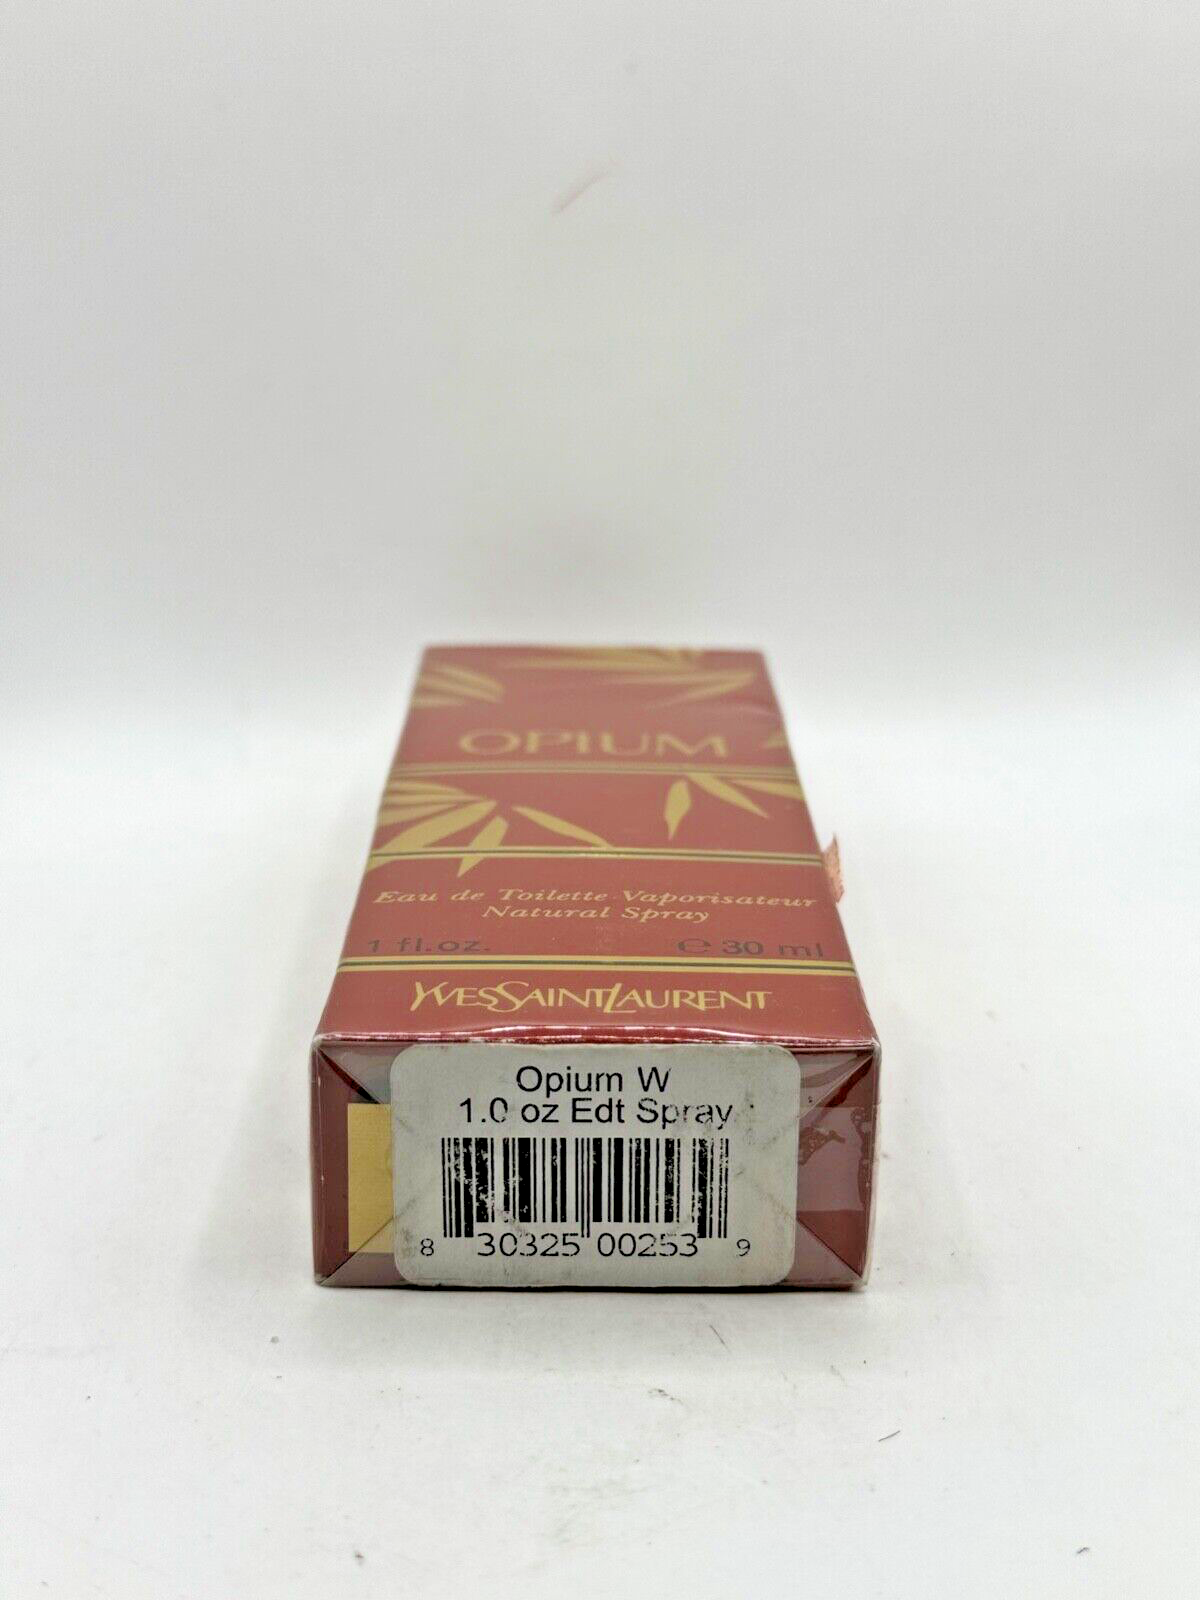 OPIUM
Eau de Toilette Vaporisateur
Natural Spray
1 fl.oz. ℮ 30 ml
YVESSAINTLAURENT
Opium W
1.0 oz Edt Spray
8 30325 00253 9